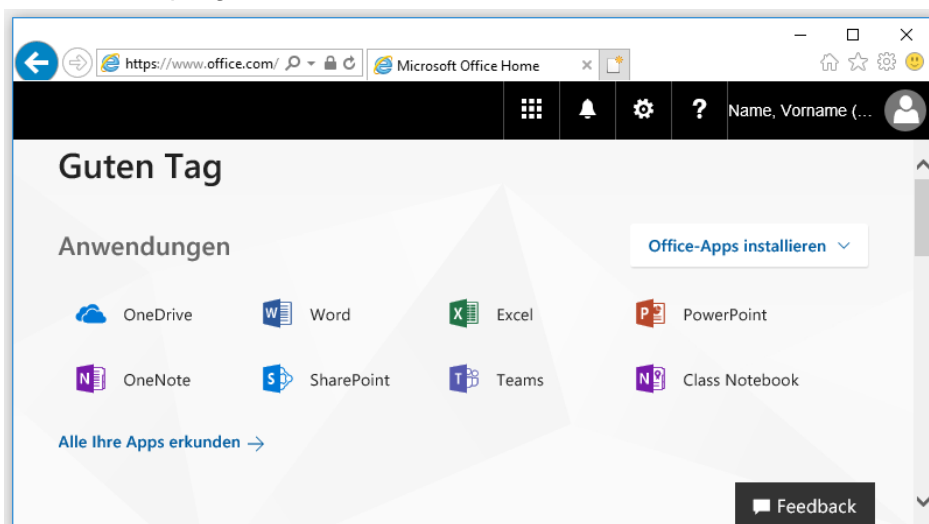 https://www.office.com/
Microsoft Office Home
?
Name, Vorname (...
Guten Tag
Anwendungen
Office-Apps installieren
OneDrive
Word
Excel
PowerPoint
OneNote
SharePoint
Teams
Class Notebook
Alle Ihre Apps erkunden →
Feedback